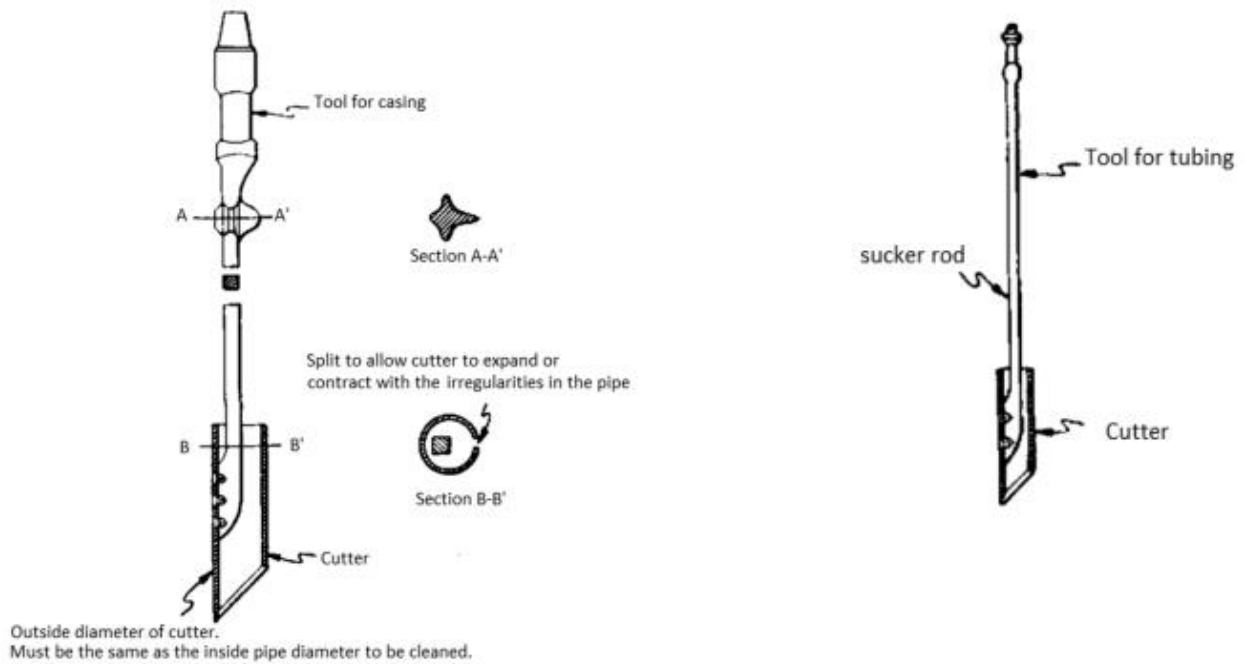 Tool for casing
A
A'
Section A-A'
Split to allow cutter to expand or
contract with the irregularities in the pipe
B
B'
Section B-B'
Cutter
Outside diameter of cutter.
Must be the same as the inside pipe diameter to be cleaned.
Tool for tubing
sucker rod
Cutter